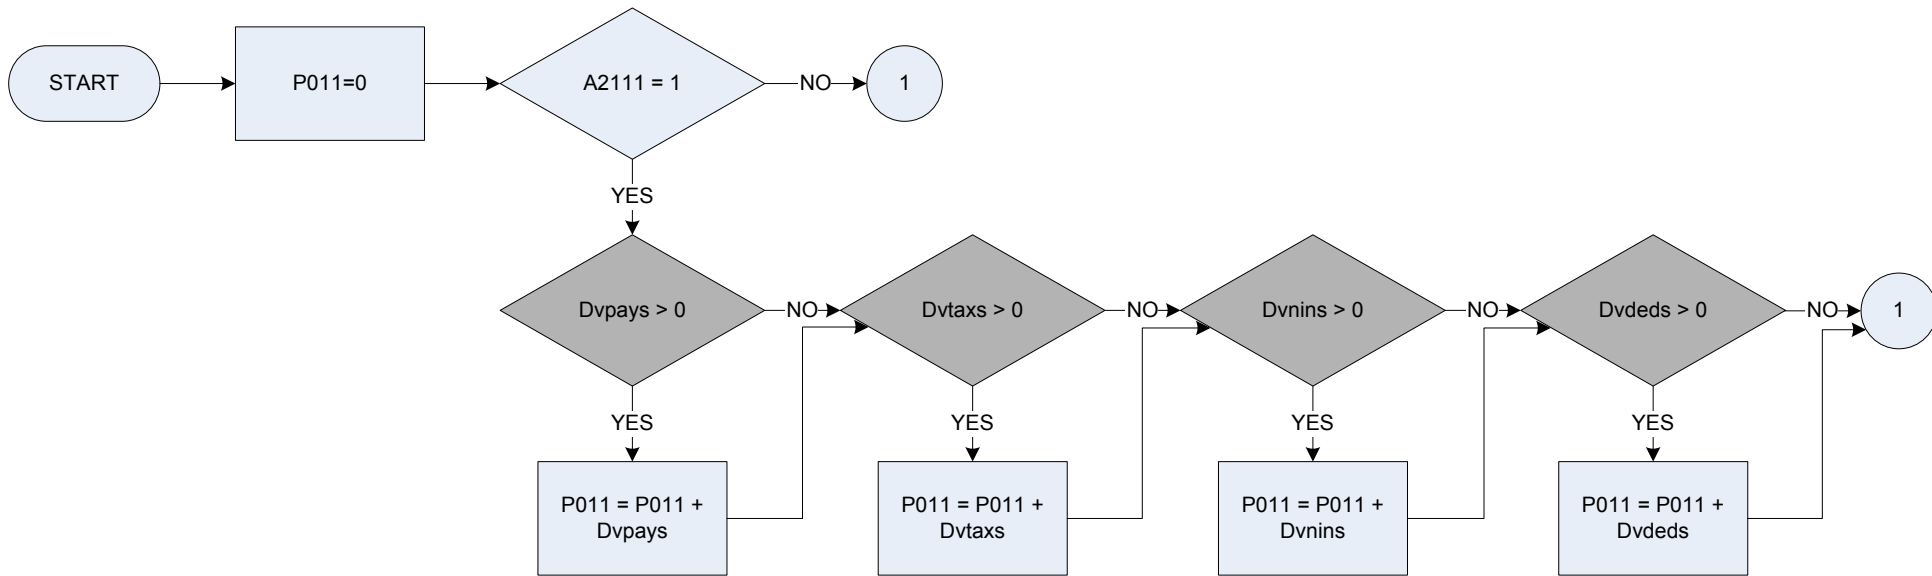 START
P011=0
A2111 = 1
NO
1
YES
Dvpays > 0
NO
Dvtaxs > 0
NO
Dvnins > 0
NO
Dvdeds > 0
NO
1
YES
YES
YES
YES
P011 = P011 +
Dvpays
P011 = P011 +
Dvtaxs
P011 = P011 +
Dvnins
P011 = P011 +
Dvdeds